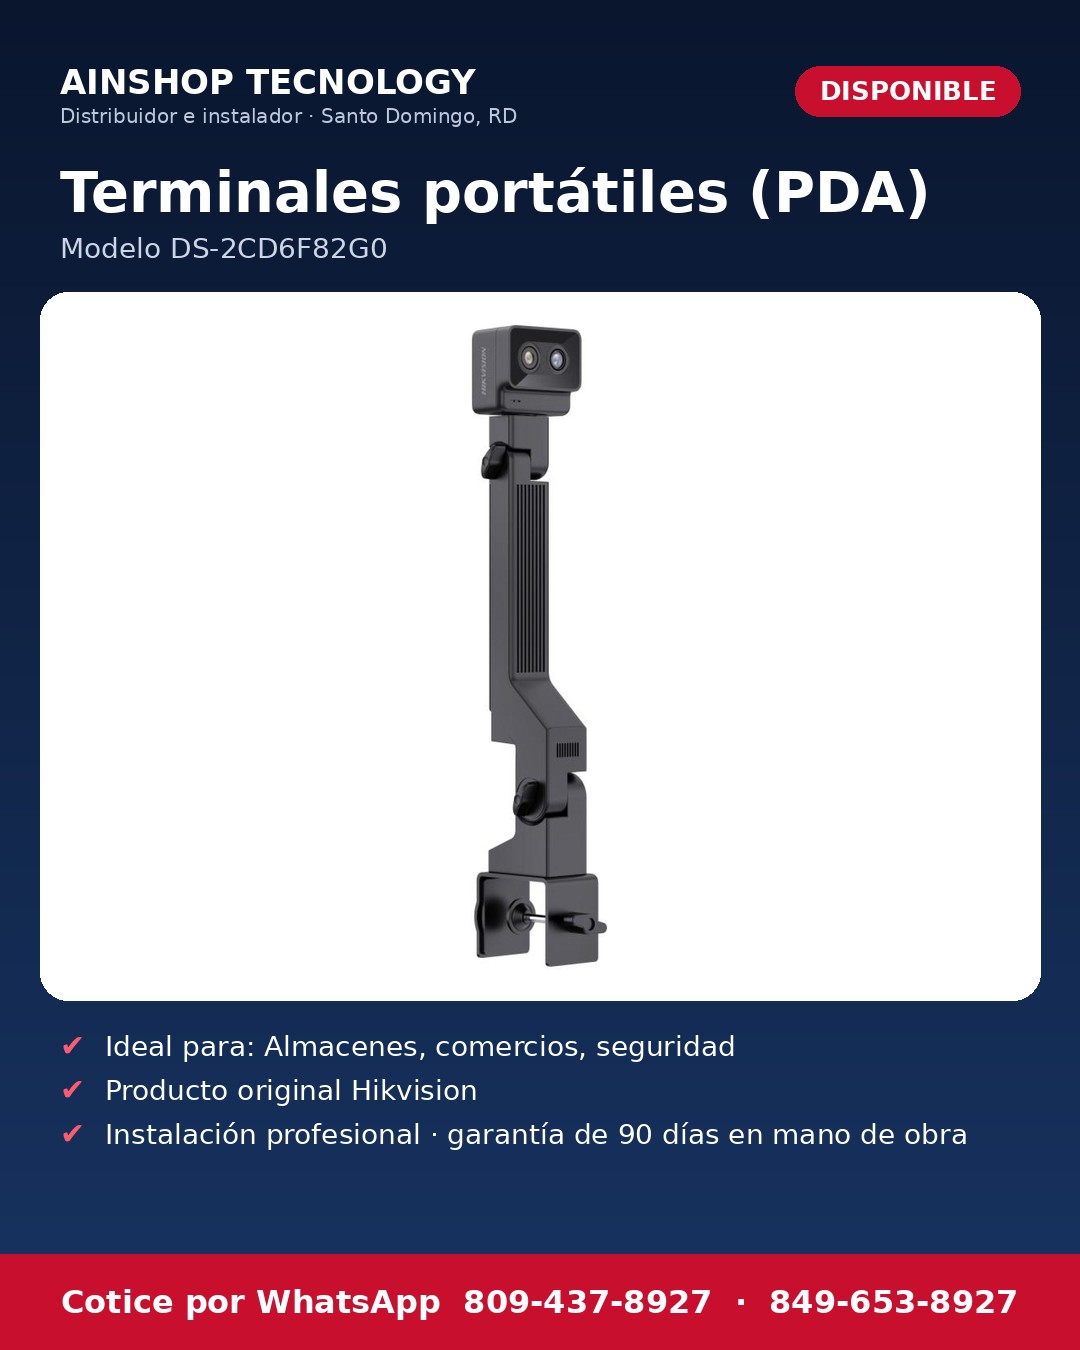 AINSHOP TECNOLOGY
Distribuidor e instalador · Santo Domingo, RD
DISPONIBLE
Terminales portátiles (PDA)
Modelo DS-2CD6F82G0
HIKVISION
✔ Ideal para: Almacenes, comercios, seguridad
✔ Producto original Hikvision
✔ Instalación profesional · garantía de 90 días en mano de obra
Cotice por WhatsApp 809-437-8927 · 849-653-8927